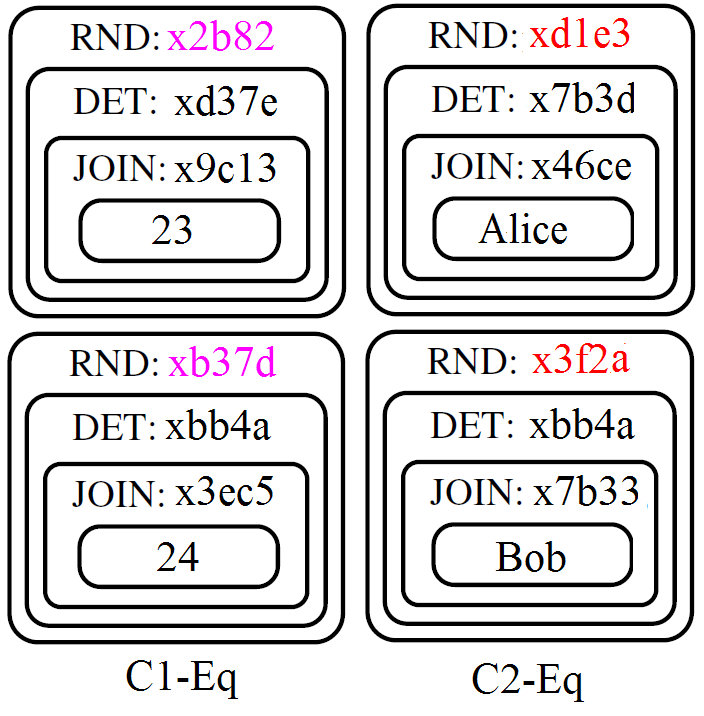 RND: x2b82
DET: xd37e
JOIN: x9c13
23
RND: xd1e3
DET: x7b3d
JOIN: x46ce
Alice
RND: xb37d
DET: xbb4a
JOIN: x3ec5
24
RND: x3f2a
DET: xbb4a
JOIN: x7b33
Bob
C1-Eq
C2-Eq